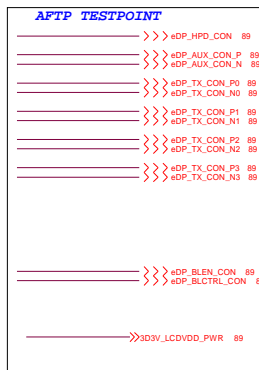 AFTP TESTPOINT
eDP_HPD_CON 89
eDP_AUX_CON_P 89
eDP_AUX_CON_N 89
eDP_TX_CON_P0 89
eDP_TX_CON_N0 89
eDP_TX_CON_P1 89
eDP_TX_CON_N1 89
eDP_TX_CON_P2 89
eDP_TX_CON_N2 89
eDP_TX_CON_P3 89
eDP_TX_CON_N3 89
eDP_BLEN_CON 89
eDP_BLCTRL_CON 8
3D3V_LCDVDD_PWR 89